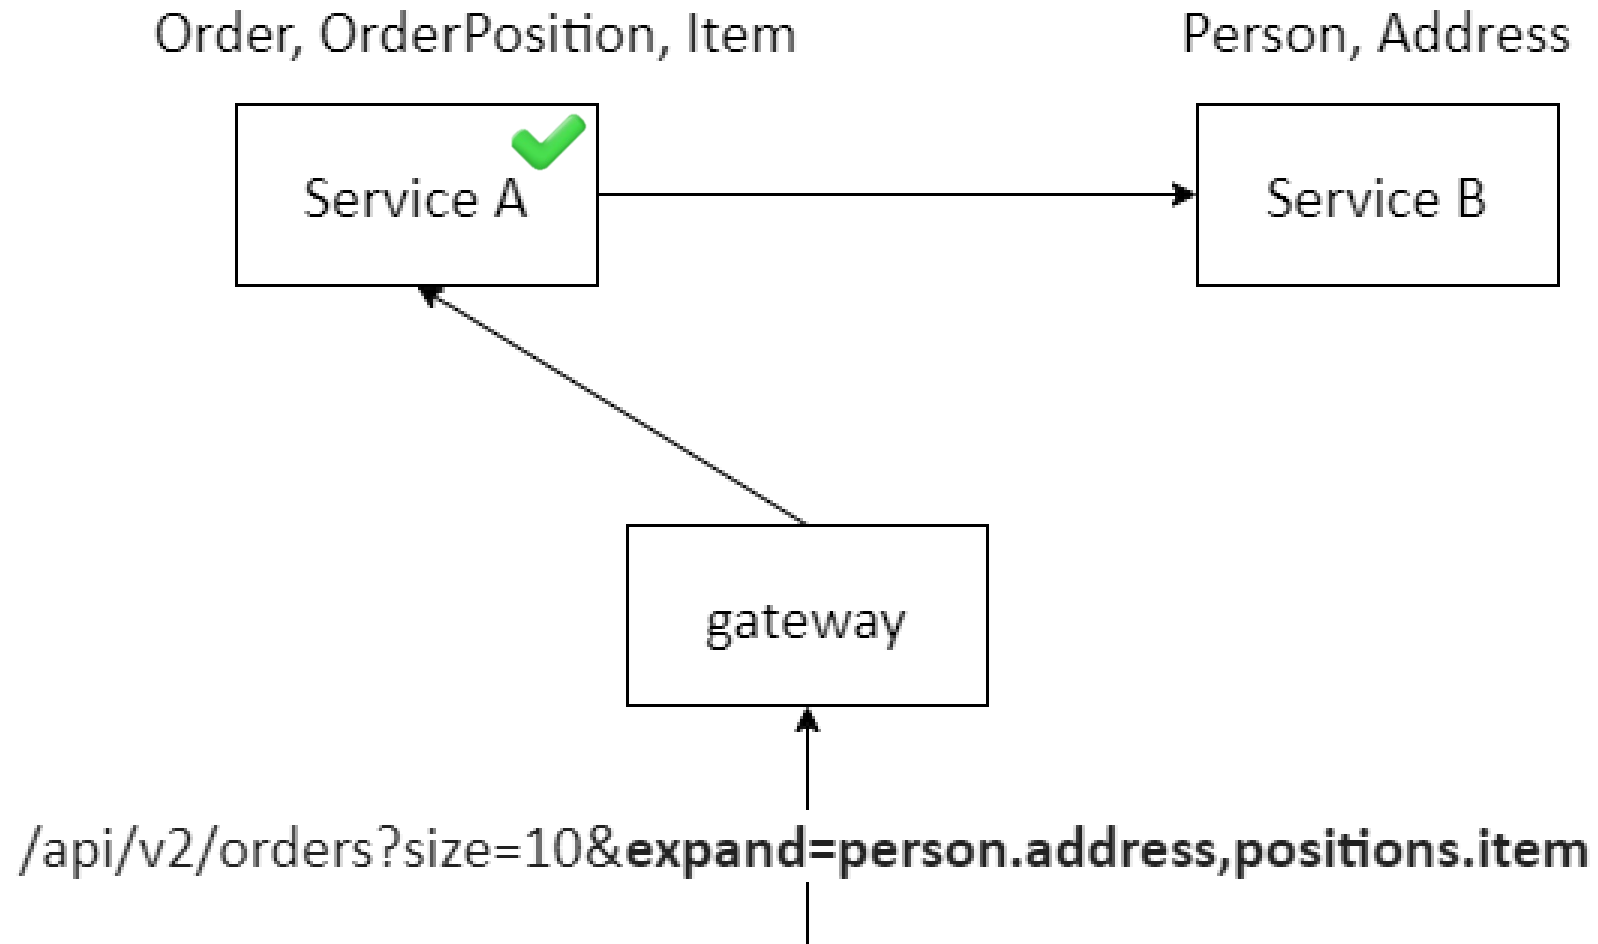 Order, OrderPosition, Item
Person, Address
Service A
Service B
gateway
/api/v2/orders?size=10&expand=person.address,positions.item